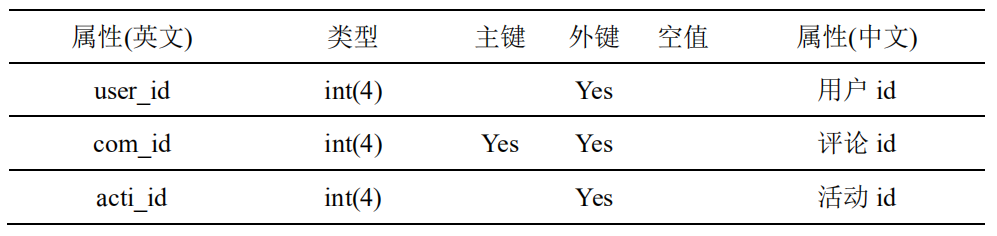 属性(英文) 类型 主键 外键 空值 属性(中文)
user_id int(4) Yes 用户 id
com_id int(4) Yes Yes 评论 id
acti_id int(4) Yes 活动 id